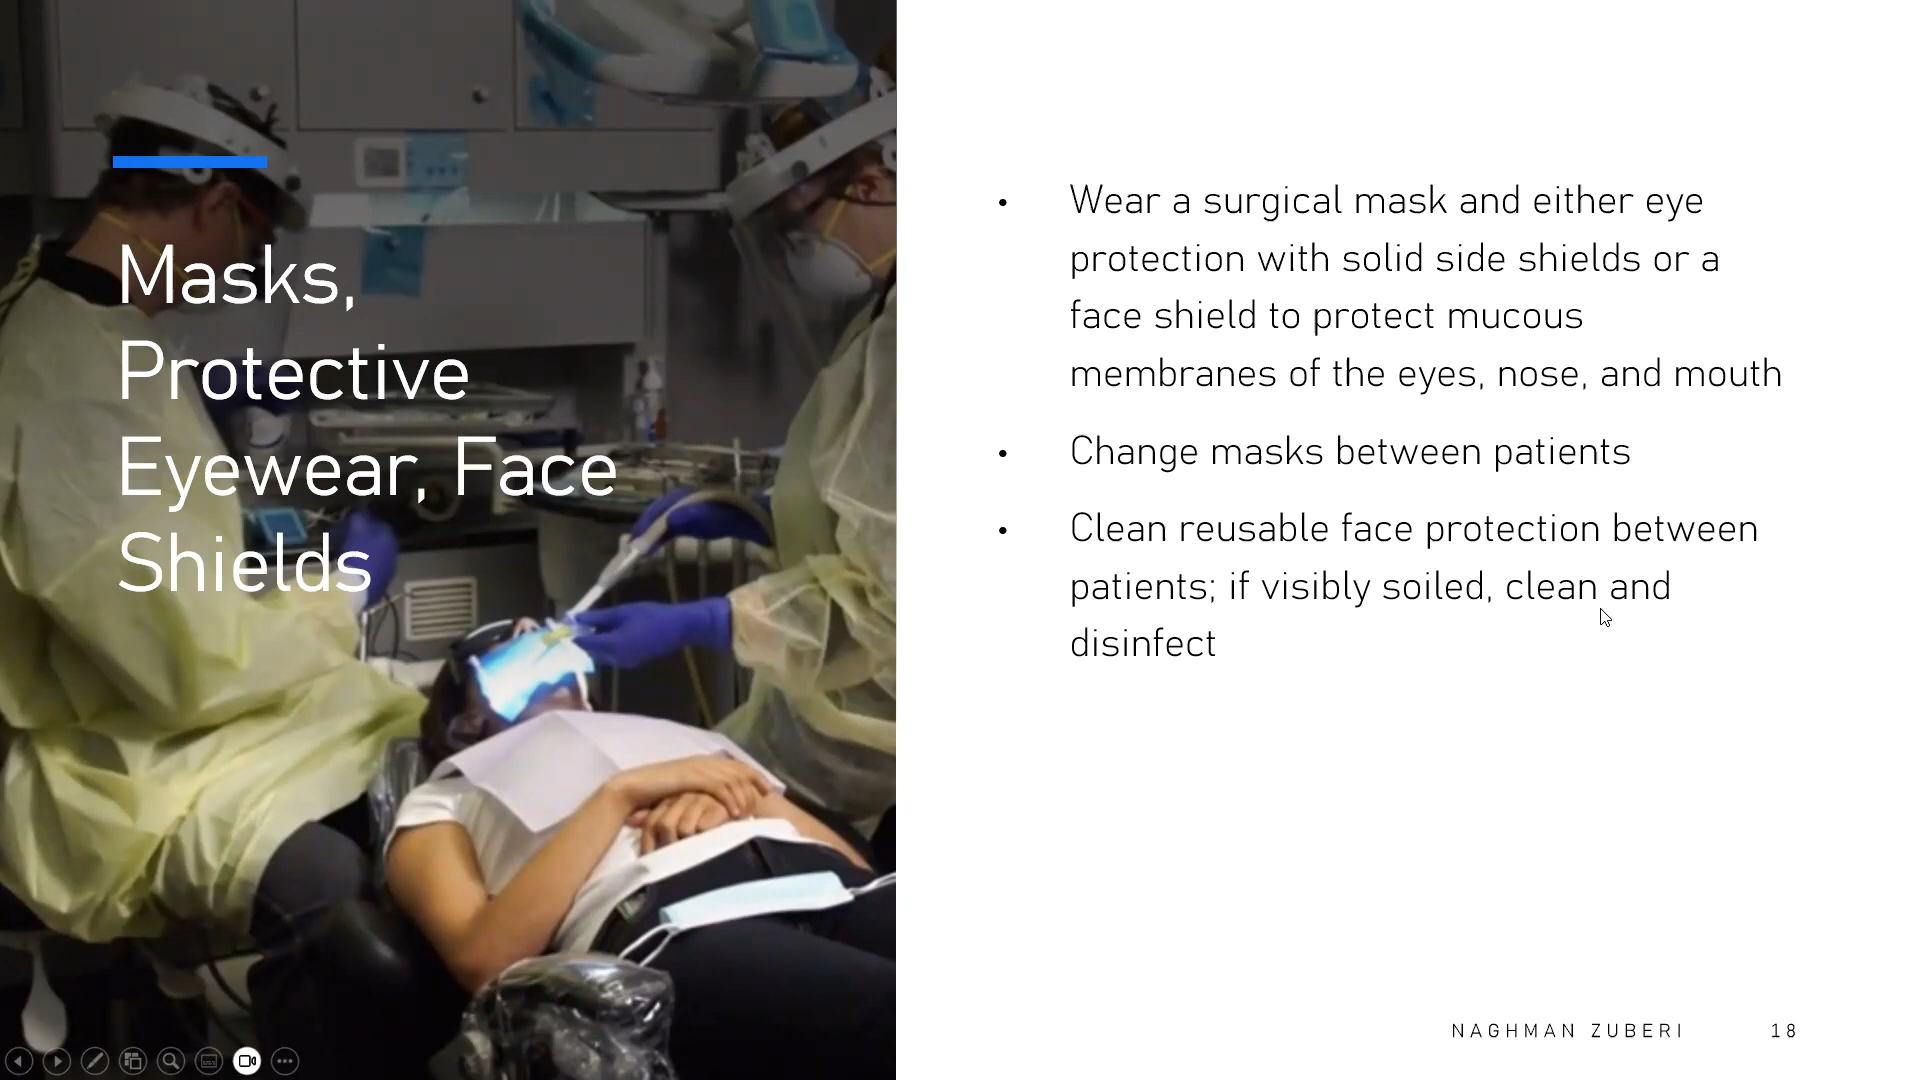 Masks,
Protective
Eyewear, Face
Shields
• Wear a surgical mask and either eye
protection with solid side shields or a
face shield to protect mucous
membranes of the eyes, nose, and mouth
• Change masks between patients
• Clean reusable face protection between
patients; if visibly soiled, clean and
disinfect
NAGHMAN ZUBERI 18